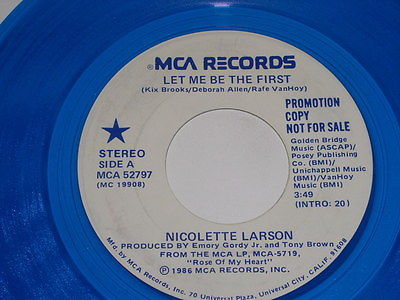 ®MCA RECORDS
LET ME BE THE FIRST
(Kix Brooks/Deborah Allen/Rafe VanHoy)
PROMOTION
COPY
NOT FOR SALE
STEREO
SIDE A
MCA 52797
(MC 19908)
Golden Bridge
Music (ASCAP)/
Posey Publishing
Co. (BMI)/
Unichappell Music
(BMI)/VanHoy
Music (BMI)
3:49
(INTRO: 20)
NICOLETTE LARSON
PRODUCED BY Emory Gordy Jr. and Tony Brown
FROM THE MCA LP, MCA-5719,
"Rose Of My Heart"
Ⓟ1986 MCA RECORDS, INC.
Mfd. by MCA Records, Inc. 70 Universal City Plaza, Universal City, CALIF. 91608